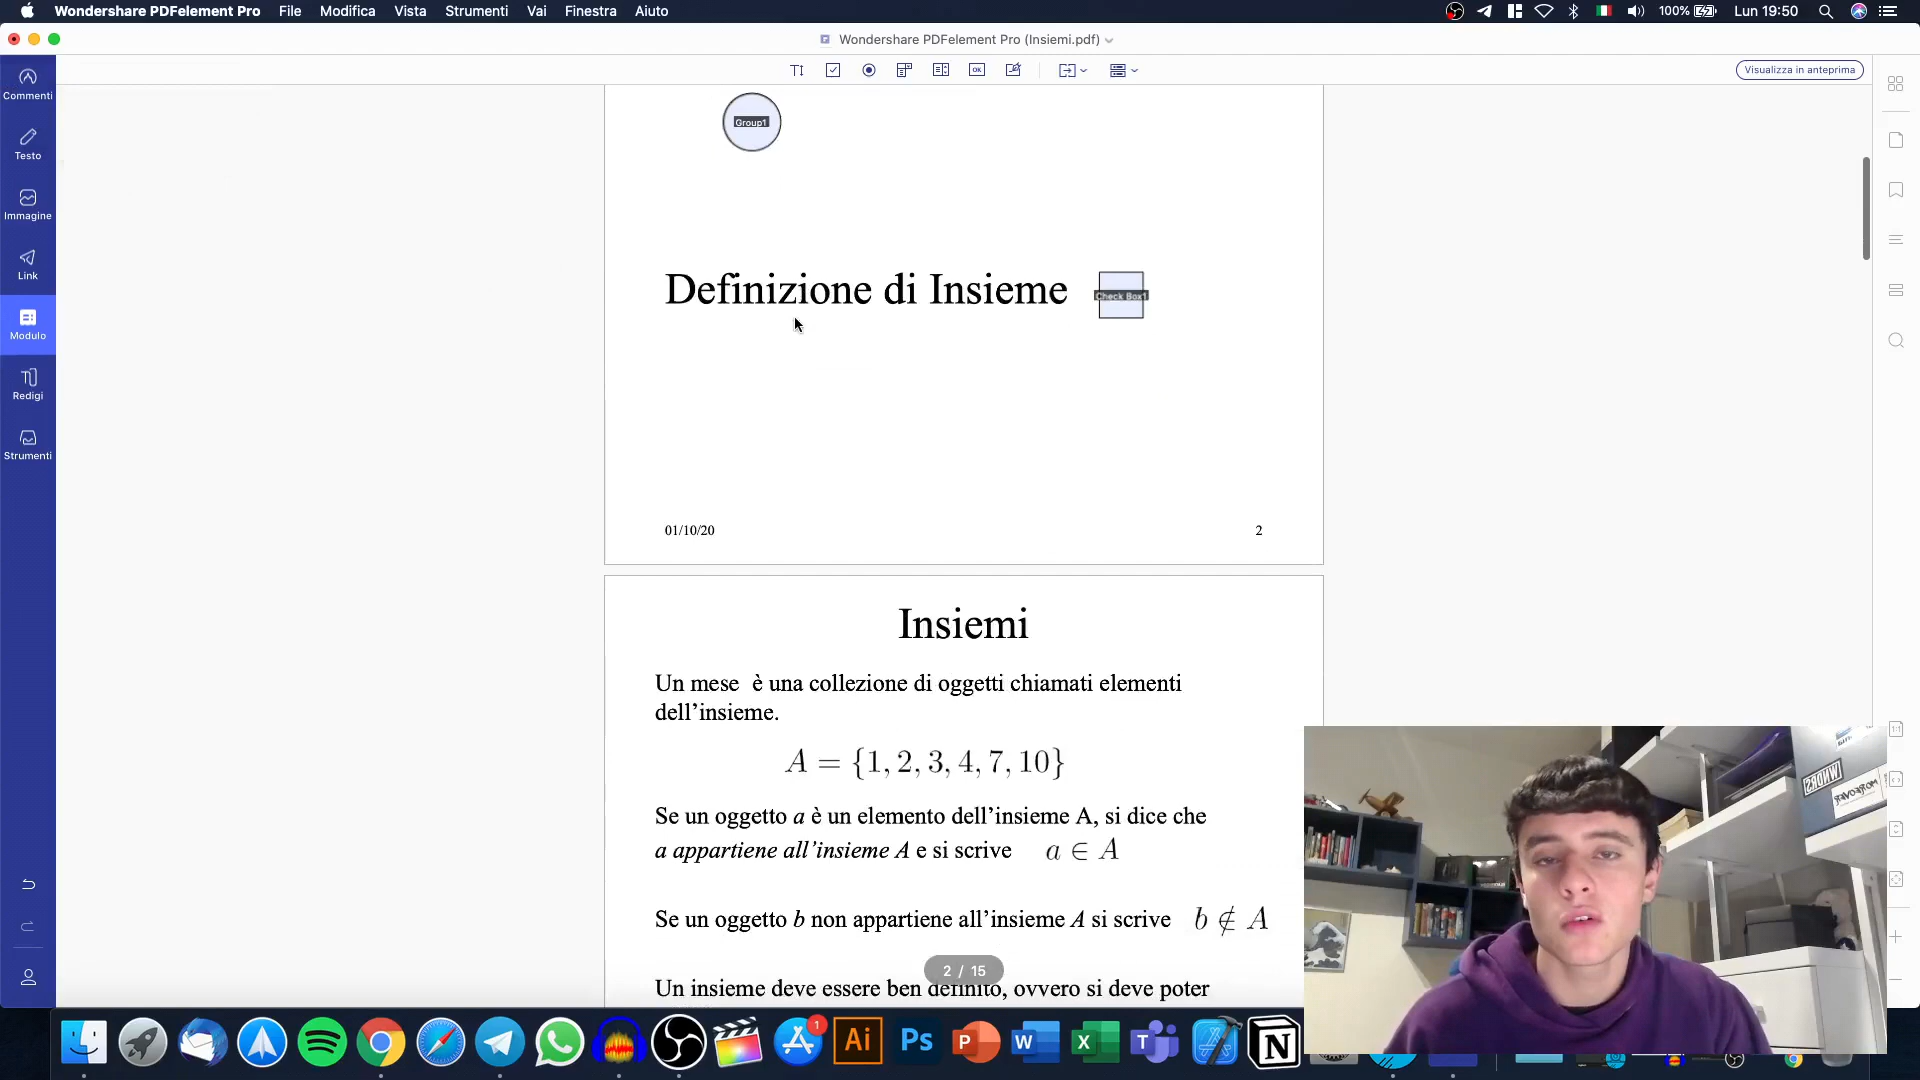 Wondershare PDFelement Pro File Modifica Vista Strumenti Vai Finestra Aiuto 100% Lun 19:50
Wondershare PDFelement Pro (Insiemi.pdf)
OK
Visualizza in anteprima
Commenti
Testo
Immagine
Link
Modulo
Redigi
Strumenti
Group1
Definizione di Insieme
Check Box1
01/10/20 2
Insiemi
Un mese è una collezione di oggetti chiamati elementi
dell’insieme.
A = {1, 2, 3, 4, 7, 10}
Se un oggetto a è un elemento dell’insieme A, si dice che
a appartiene all’insieme A e si scrive a ∈ A
Se un oggetto b non appartiene all’insieme A si scrive b ∉ A
2 / 15
Un insieme deve essere ben definito, ovvero si deve poter
1
Ai
Ps
P
W
X
T
N